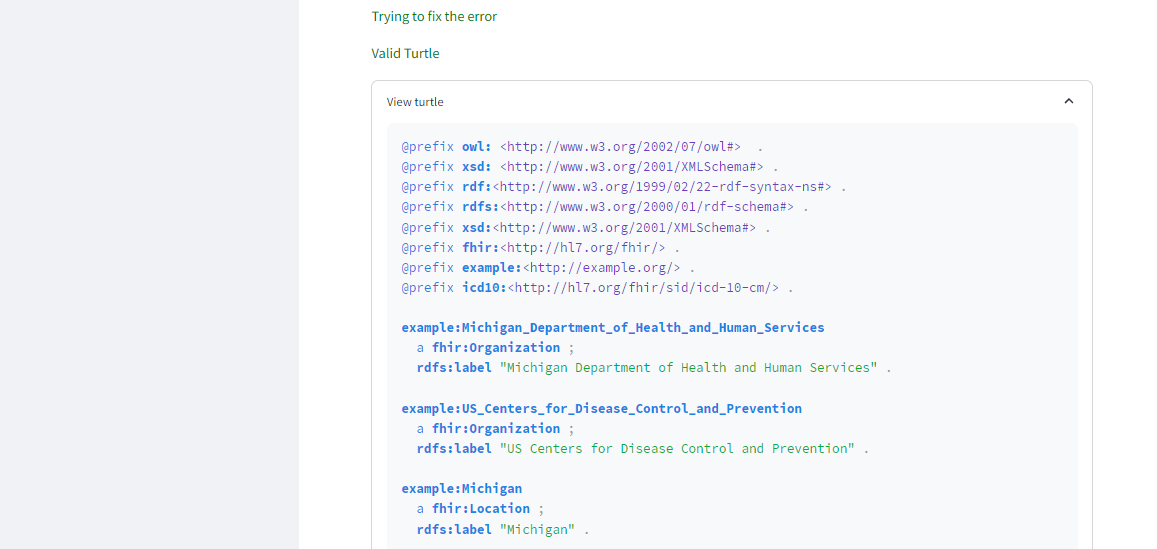 Trying to fix the error
Valid Turtle
View turtle
@prefix owl: <http://www.w3.org/2002/07/owl#>  .
@prefix xsd: <http://www.w3.org/2001/XMLSchema#> .
@prefix rdf:<http://www.w3.org/1999/02/22-rdf-syntax-ns#> .
@prefix rdfs:<http://www.w3.org/2000/01/rdf-schema#> .
@prefix xsd:<http://www.w3.org/2001/XMLSchema#> .
@prefix fhir:<http://hl7.org/fhir/> .
@prefix example:<http://example.org/> .
@prefix icd10:<http://hl7.org/fhir/sid/icd-10-cm/> .
example:Michigan_Department_of_Health_and_Human_Services
  a fhir:Organization ;
  rdfs:label "Michigan Department of Health and Human Services" .
example:US_Centers_for_Disease_Control_and_Prevention
  a fhir:Organization ;
  rdfs:label "US Centers for Disease Control and Prevention" .
example:Michigan
  a fhir:Location ;
  rdfs:label "Michigan" .